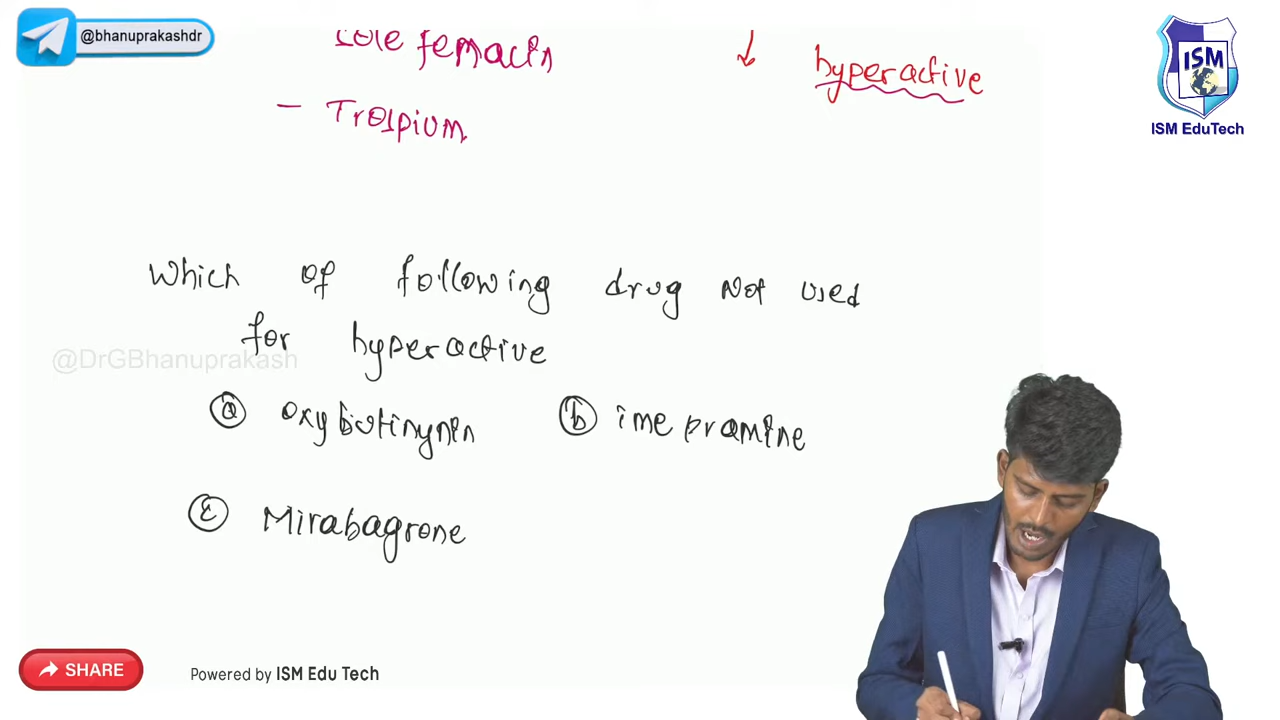 @bhanuprakashdr
ISM
ISM EduTech
femacin
hyperactive
- Trospium
Which of following drug Not used
for hyperactive
@DrGBhanuprakash
ⓐ oxybutinynin ⓑ imepramine
ⓒ Mirabagrone
SHARE
Powered by ISM Edu Tech